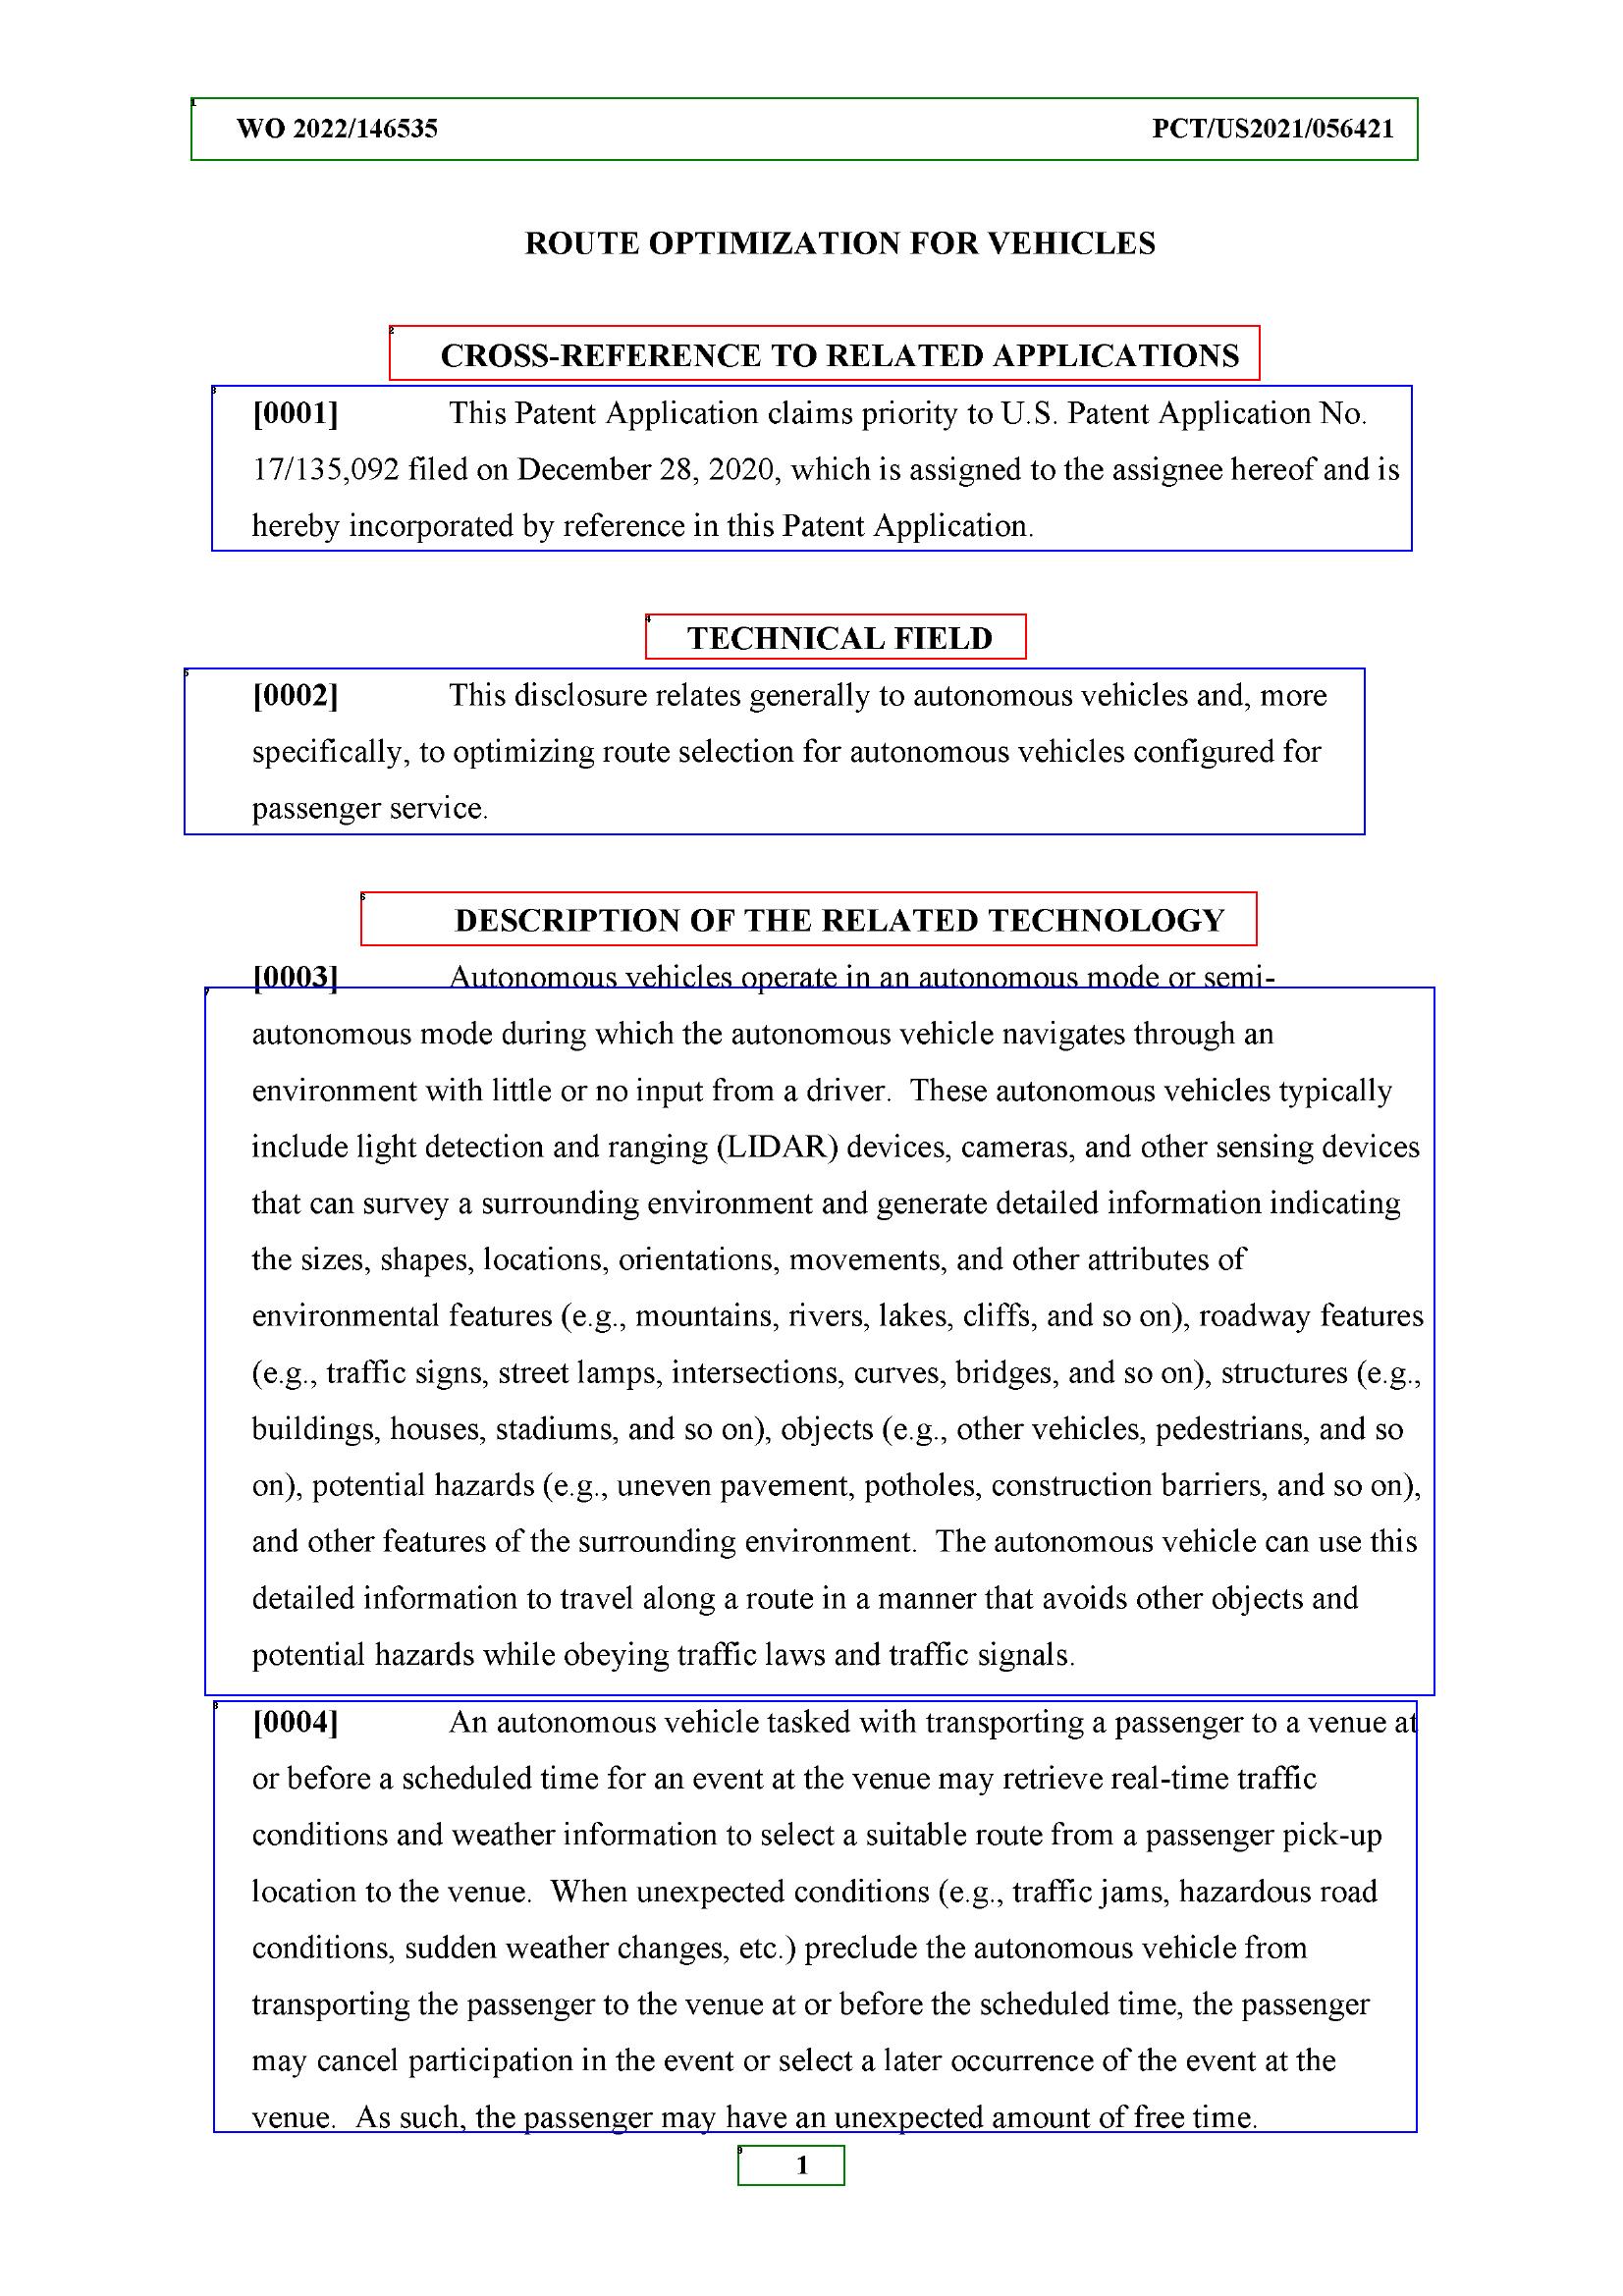 WO 2022/146535 PCT/US2021/056421
ROUTE OPTIMIZATION FOR VEHICLES
2
CROSS-REFERENCE TO RELATED APPLICATIONS
3
[0001] This Patent Application claims priority to U.S. Patent Application No.
17/135,092 filed on December 28, 2020, which is assigned to the assignee hereof and is
hereby incorporated by reference in this Patent Application.
4
TECHNICAL FIELD
5
[0002] This disclosure relates generally to autonomous vehicles and, more
specifically, to optimizing route selection for autonomous vehicles configured for
passenger service.
6
DESCRIPTION OF THE RELATED TECHNOLOGY
[0003] Autonomous vehicles operate in an autonomous mode or semi-
7
autonomous mode during which the autonomous vehicle navigates through an
environment with little or no input from a driver.  These autonomous vehicles typically
include light detection and ranging (LIDAR) devices, cameras, and other sensing devices
that can survey a surrounding environment and generate detailed information indicating
the sizes, shapes, locations, orientations, movements, and other attributes of
environmental features (e.g., mountains, rivers, lakes, cliffs, and so on), roadway features
(e.g., traffic signs, street lamps, intersections, curves, bridges, and so on), structures (e.g.,
buildings, houses, stadiums, and so on), objects (e.g., other vehicles, pedestrians, and so
on), potential hazards (e.g., uneven pavement, potholes, construction barriers, and so on),
and other features of the surrounding environment.  The autonomous vehicle can use this
detailed information to travel along a route in a manner that avoids other objects and
potential hazards while obeying traffic laws and traffic signals.
8
[0004] An autonomous vehicle tasked with transporting a passenger to a venue at
or before a scheduled time for an event at the venue may retrieve real-time traffic
conditions and weather information to select a suitable route from a passenger pick-up
location to the venue.  When unexpected conditions (e.g., traffic jams, hazardous road
conditions, sudden weather changes, etc.) preclude the autonomous vehicle from
transporting the passenger to the venue at or before the scheduled time, the passenger
may cancel participation in the event or select a later occurrence of the event at the
venue.  As such, the passenger may have an unexpected amount of free time.
9
1